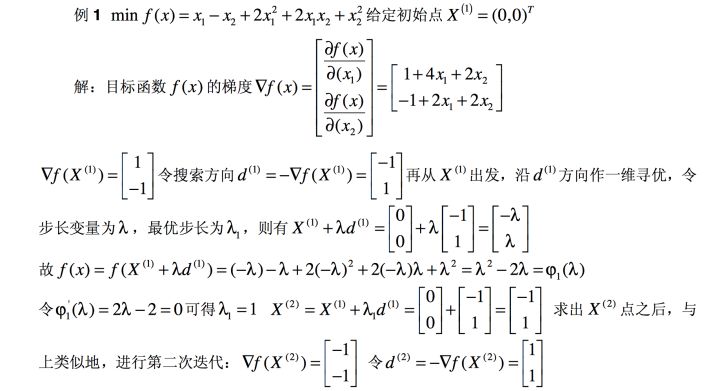 例 1 min f(x) = x₁ − x₂ + 2x₁² + 2x₁x₂ + x₂² 给定初始点 X⁽¹⁾ = (0,0)ᵀ
解：目标函数 f(x) 的梯度 ∇f(x) = [∂f(x)/∂(x₁); ∂f(x)/∂(x₂)] = [1+4x₁+2x₂; −1+2x₁+2x₂]
∇f(X⁽¹⁾) = [1; −1] 令搜索方向 d⁽¹⁾ = −∇f(X⁽¹⁾) = [−1; 1] 再从 X⁽¹⁾ 出发，沿 d⁽¹⁾ 方向作一维寻优，令
步长变量为 λ，最优步长为 λ₁，则有 X⁽¹⁾ + λd⁽¹⁾ = [0; 0] + λ[−1; 1] = [−λ; λ]
故 f(x) = f(X⁽¹⁾ + λd⁽¹⁾) = (−λ) − λ + 2(−λ)² + 2(−λ)λ + λ² = λ² − 2λ = φ₁(λ)
令 φ₁'(λ) = 2λ − 2 = 0 可得 λ₁ = 1 X⁽²⁾ = X⁽¹⁾ + λ₁d⁽¹⁾ = [0; 0] + [−1; 1] = [−1; 1] 求出 X⁽²⁾ 点之后，与
上类似地，进行第二次迭代：∇f(X⁽²⁾) = [−1; −1] 令 d⁽²⁾ = −∇f(X⁽²⁾) = [1; 1]